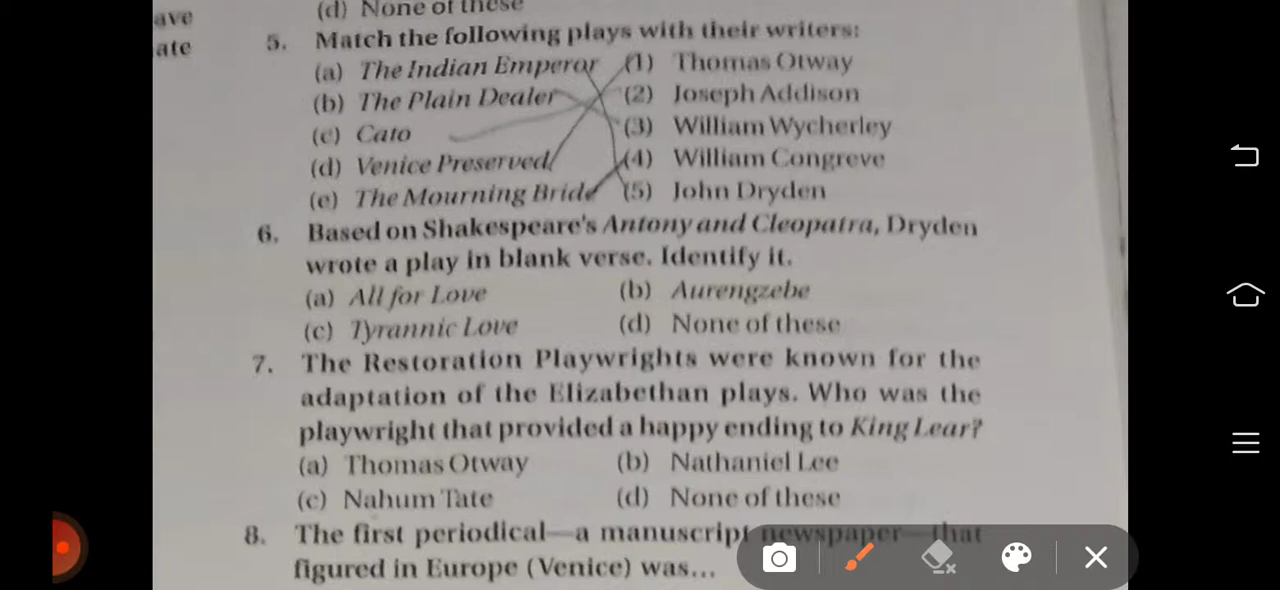 ave
ate
(d) None of these
5. Match the following plays with their writers:
(a) The Indian Emperor (1) Thomas Otway
(b) The Plain Dealer (2) Joseph Addison
(c) Cato (3) William Wycherley
(d) Venice Preserved (4) William Congreve
(e) The Mourning Bride (5) John Dryden
6. Based on Shakespeare's Antony and Cleopatra, Dryden
wrote a play in blank verse. Identify it.
(a) All for Love (b) Aurengzebe
(c) Tyrannic Love (d) None of these
7. The Restoration Playwrights were known for the
adaptation of the Elizabethan plays. Who was the
playwright that provided a happy ending to King Lear?
(a) Thomas Otway (b) Nathaniel Lee
(c) Nahum Tate (d) None of these
8. The first periodical—a manuscript newspaper—that
figured in Europe (Venice) was...